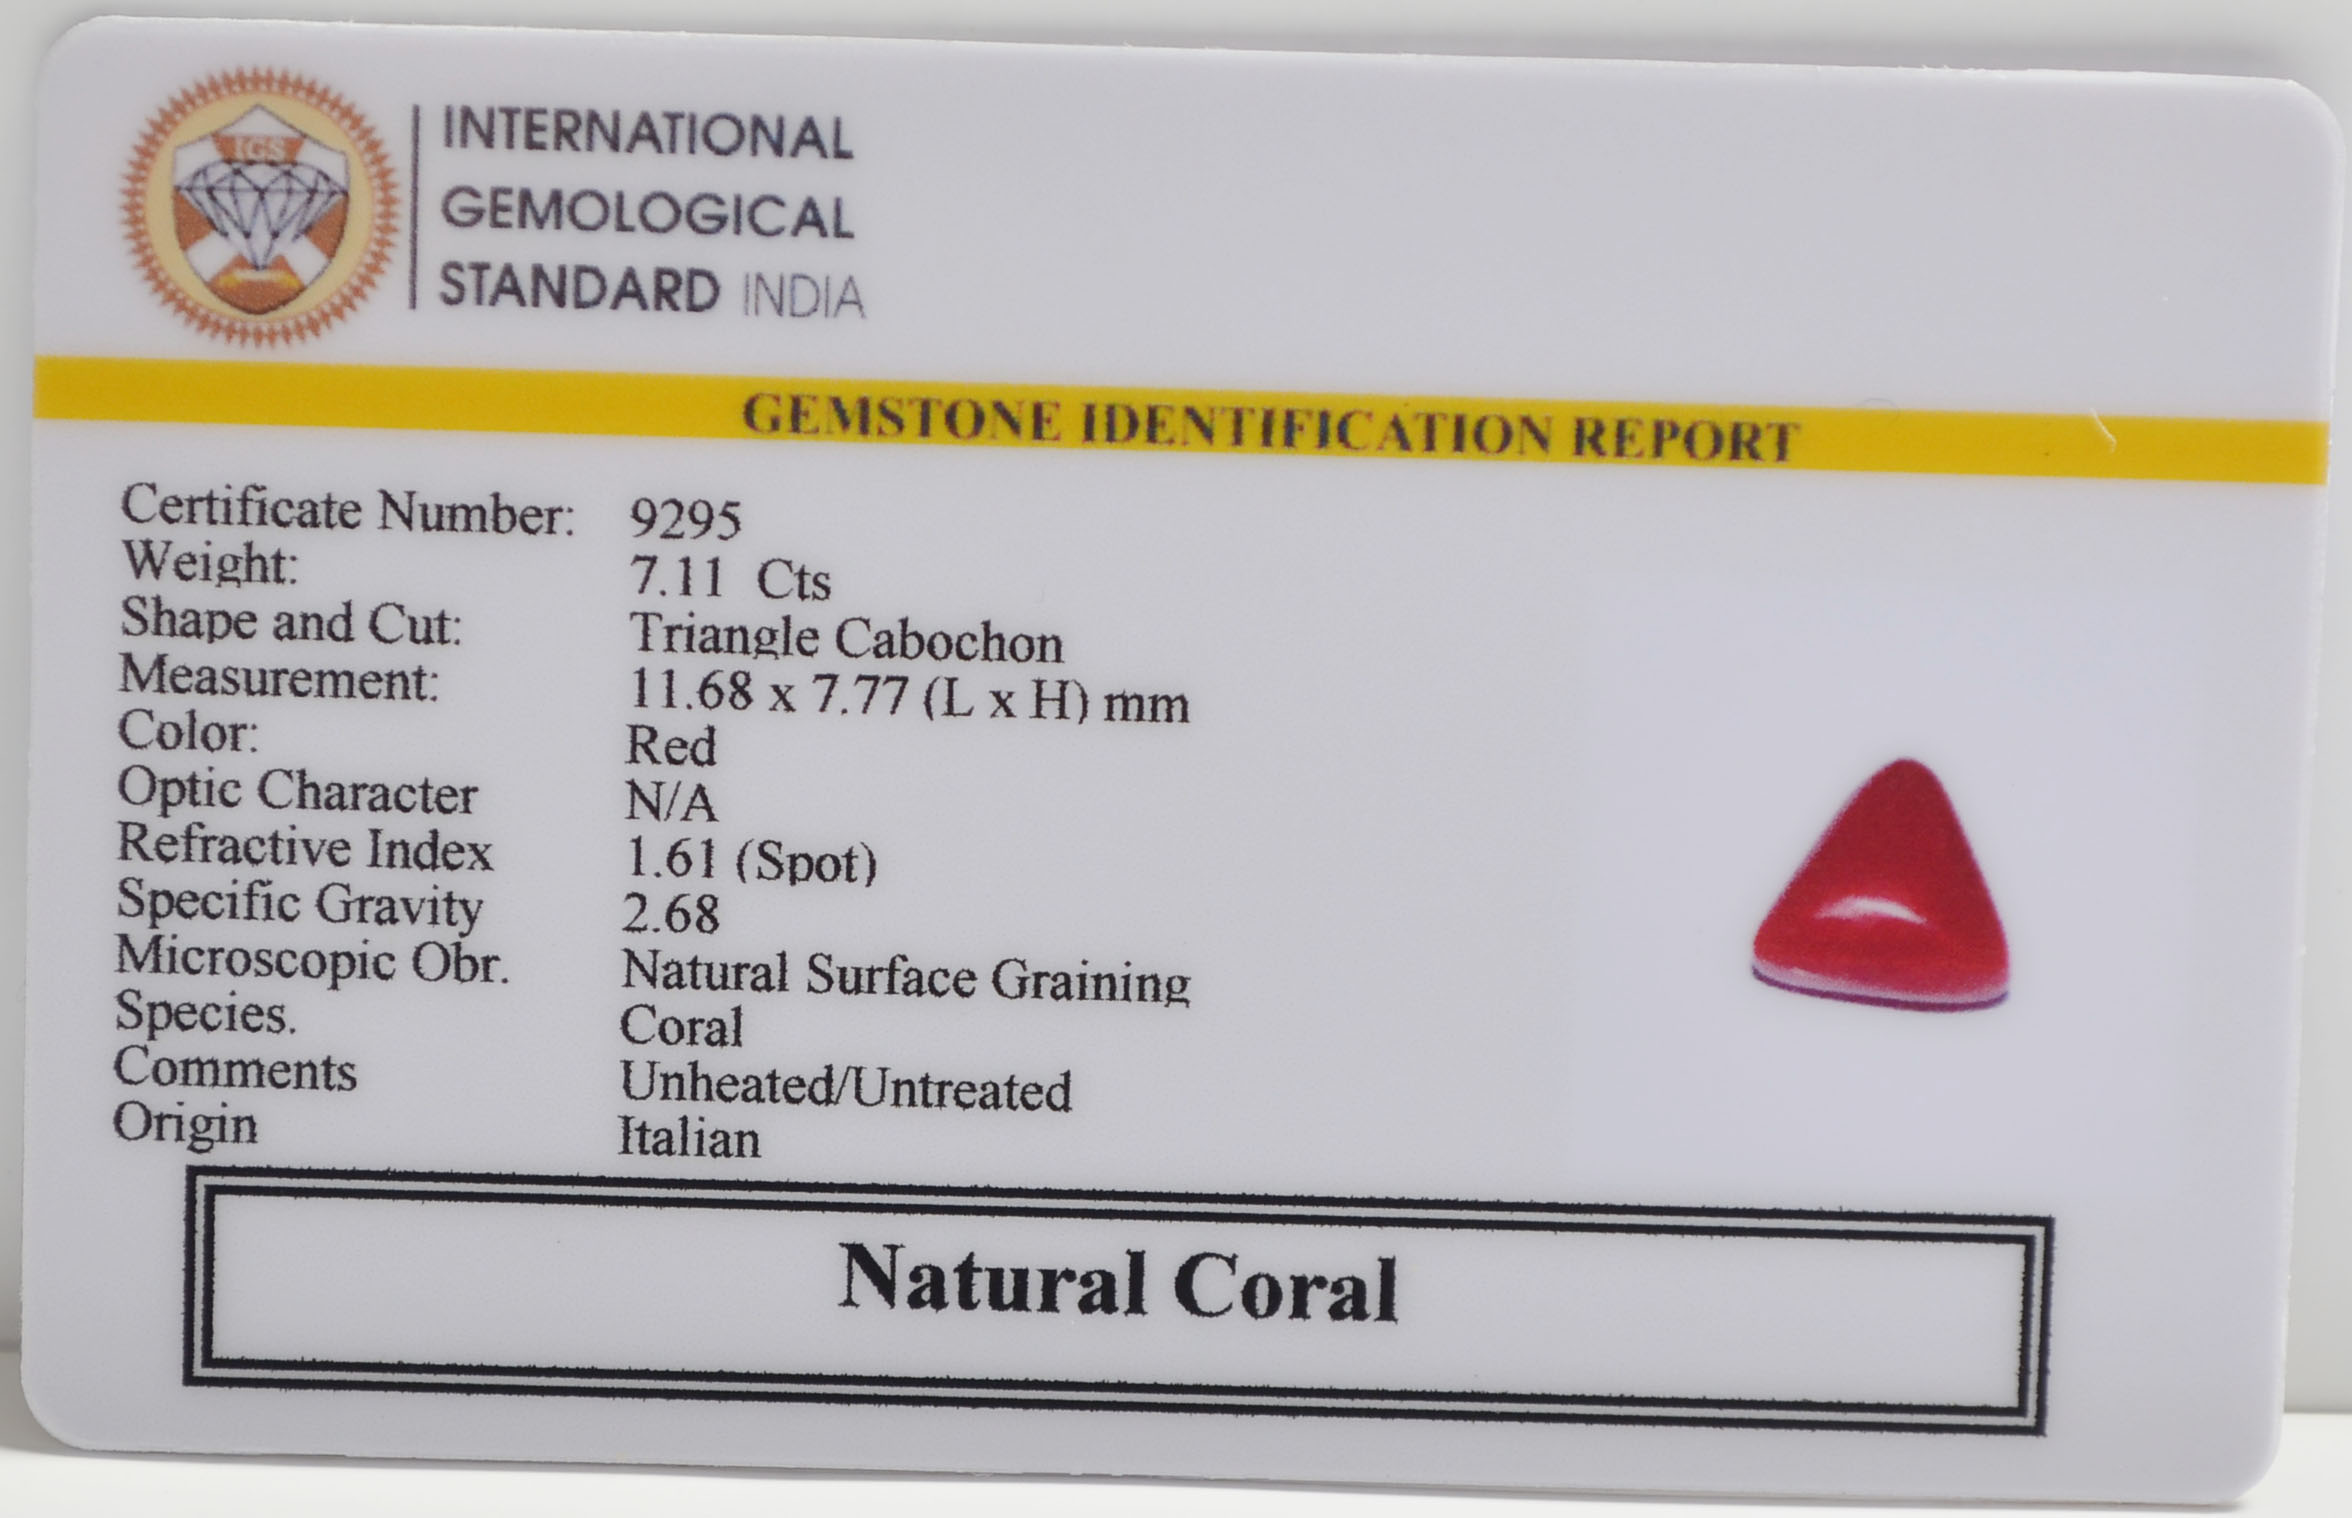 IGS
INTERNATIONAL
GEMOLOGICAL
STANDARD INDIA
GEMSTONE IDENTIFICATION REPORT
Certificate Number: 9295
Weight: 7.11 Cts
Shape and Cut: Triangle Cabochon
Measurement: 11.68 x 7.77 (L x H) mm
Color: Red
Optic Character N/A
Refractive Index 1.61 (Spot)
Specific Gravity 2.68
Microscopic Obr. Natural Surface Graining
Species. Coral
Comments Unheated/Untreated
Origin Italian
Natural Coral